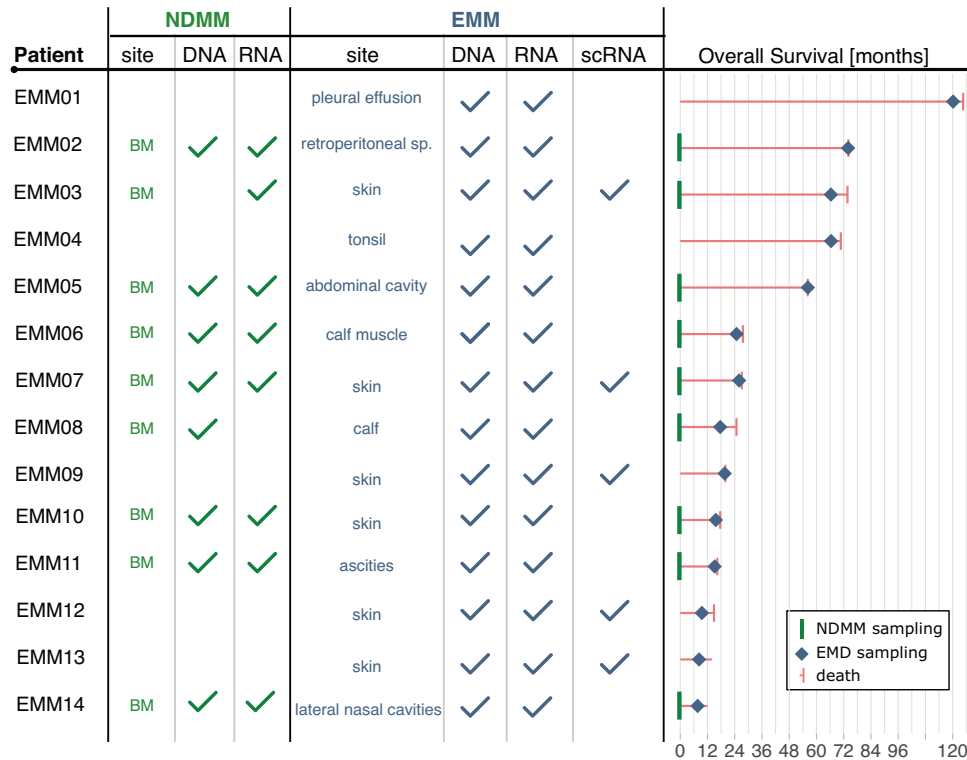 NDMM EMM
Patient site DNA RNA site DNA RNA scRNA Overall Survival [months]
EMM01 pleural effusion
EMM02 BM retroperitoneal sp.
EMM03 BM skin
EMM04 tonsil
EMM05 BM abdominal cavity
EMM06 BM calf muscle
EMM07 BM skin
EMM08 BM calf
EMM09 skin
EMM10 BM skin
EMM11 BM ascities
EMM12 skin
EMM13 skin
EMM14 BM lateral nasal cavities
NDMM sampling
EMD sampling
death
0 12 24 36 48 60 72 84 96 120